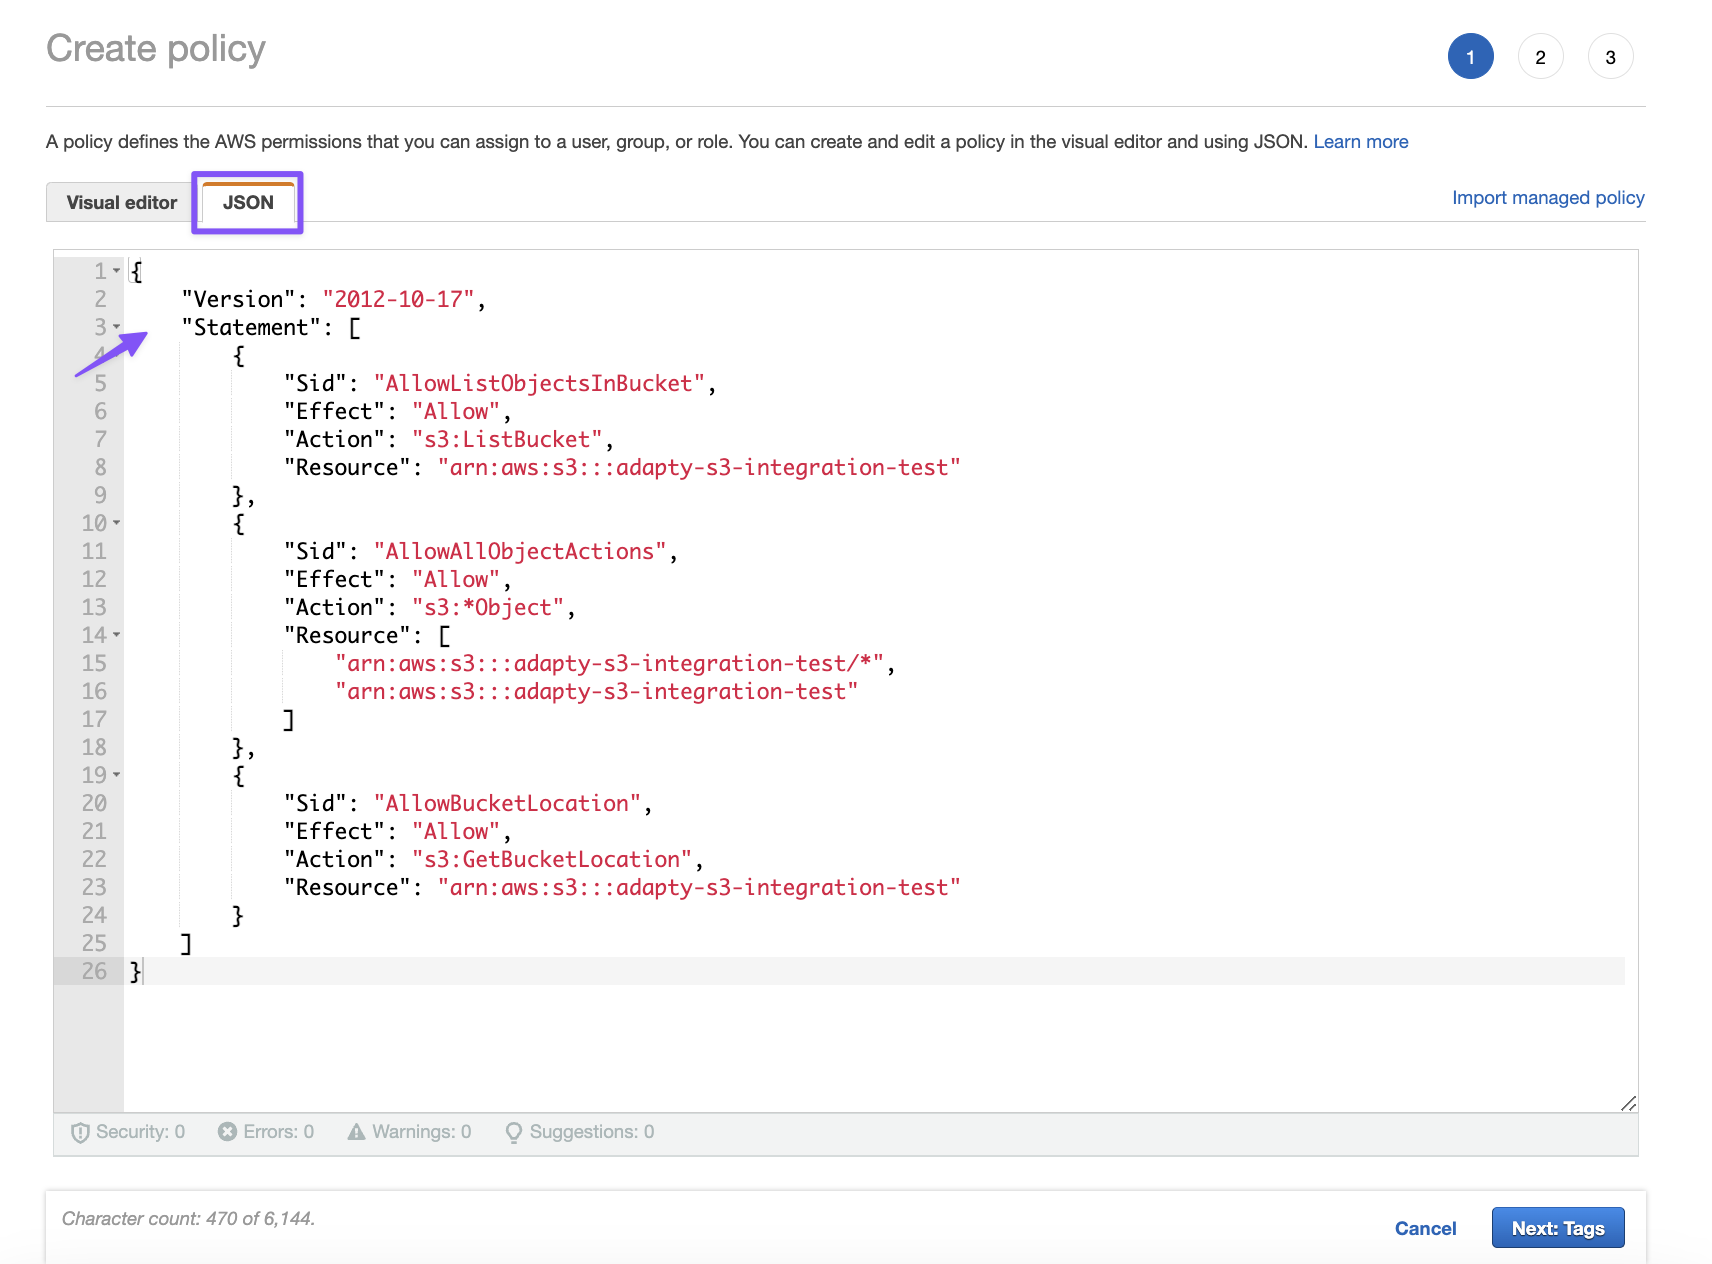 Create policy
1 2 3
A policy defines the AWS permissions that you can assign to a user, group, or role. You can create and edit a policy in the visual editor and using JSON. Learn more
Visual editor JSON Import managed policy
1 {
2     "Version": "2012-10-17",
3     "Statement": [
4         {
5             "Sid": "AllowListObjectsInBucket",
6             "Effect": "Allow",
7             "Action": "s3:ListBucket",
8             "Resource": "arn:aws:s3:::adapty-s3-integration-test"
9         },
10         {
11             "Sid": "AllowAllObjectActions",
12             "Effect": "Allow",
13             "Action": "s3:*Object",
14             "Resource": [
15                 "arn:aws:s3:::adapty-s3-integration-test/*",
16                 "arn:aws:s3:::adapty-s3-integration-test"
17             ]
18         },
19         {
20             "Sid": "AllowBucketLocation",
21             "Effect": "Allow",
22             "Action": "s3:GetBucketLocation",
23             "Resource": "arn:aws:s3:::adapty-s3-integration-test"
24         }
25     ]
26 }
Security: 0 Errors: 0 Warnings: 0 Suggestions: 0
Character count: 470 of 6,144.
Cancel Next: Tags